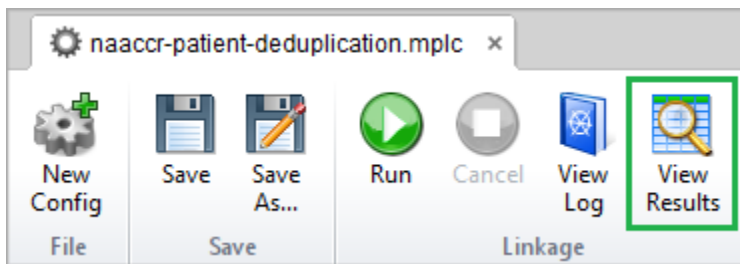 naaccr-patient-deduplication.mplc ×
New
Config
Save
Save
As...
Run
Cancel
View
Log
View
Results
File
Save
Linkage